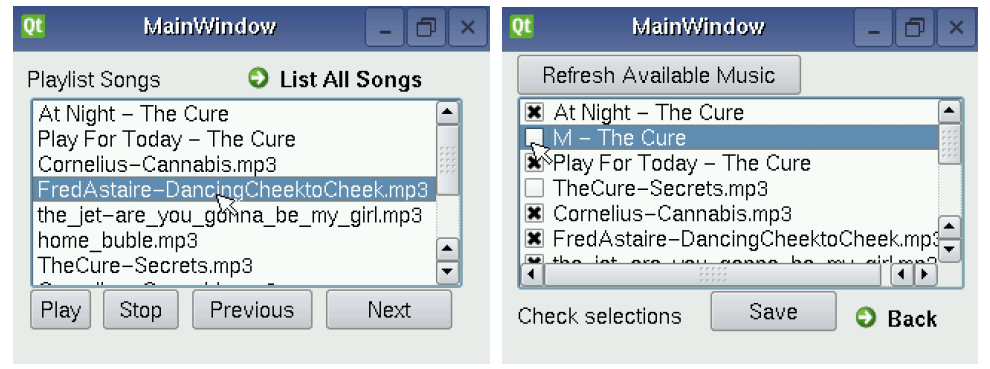 Qt MainWindow
Playlist Songs List All Songs
At Night - The Cure
Play For Today - The Cure
Cornelius-Cannabis.mp3
FredAstaire-DancingCheektoCheek.mp3
the_jet-are_you_gonna_be_my_girl.mp3
home_buble.mp3
TheCure-Secrets.mp3
Play Stop Previous Next
Qt MainWindow
Refresh Available Music
At Night - The Cure
M - The Cure
Play For Today - The Cure
TheCure-Secrets.mp3
Cornelius-Cannabis.mp3
FredAstaire-DancingCheektoCheek.mp3
the_jet-are_you_gonna_be_my_girl.mp3
Check selections Save Back